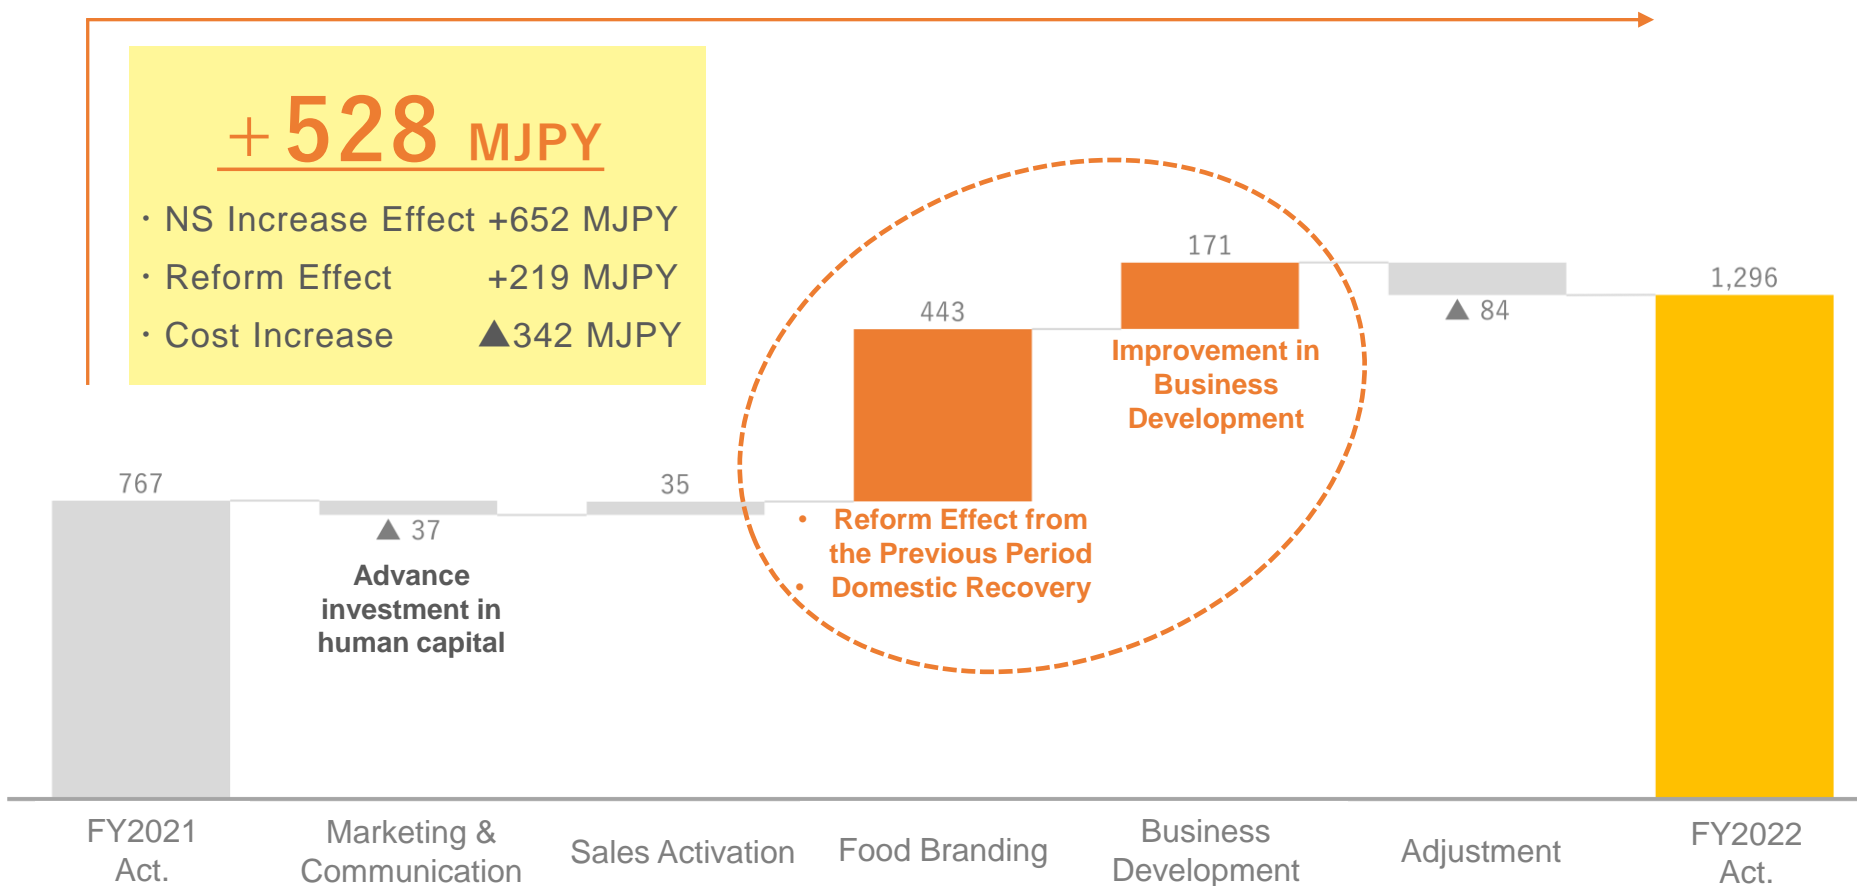 +528 MJPY
・NS Increase Effect +652 MJPY
・Reform Effect +219 MJPY
・Cost Increase ▲342 MJPY
767
▲ 37
Advance
investment in
human capital
35
443
• Reform Effect from
the Previous Period
• Domestic Recovery
171
Improvement in
Business
Development
▲ 84
1,296
FY2021
Act.
Marketing &
Communication
Sales Activation
Food Branding
Business
Development
Adjustment
FY2022
Act.